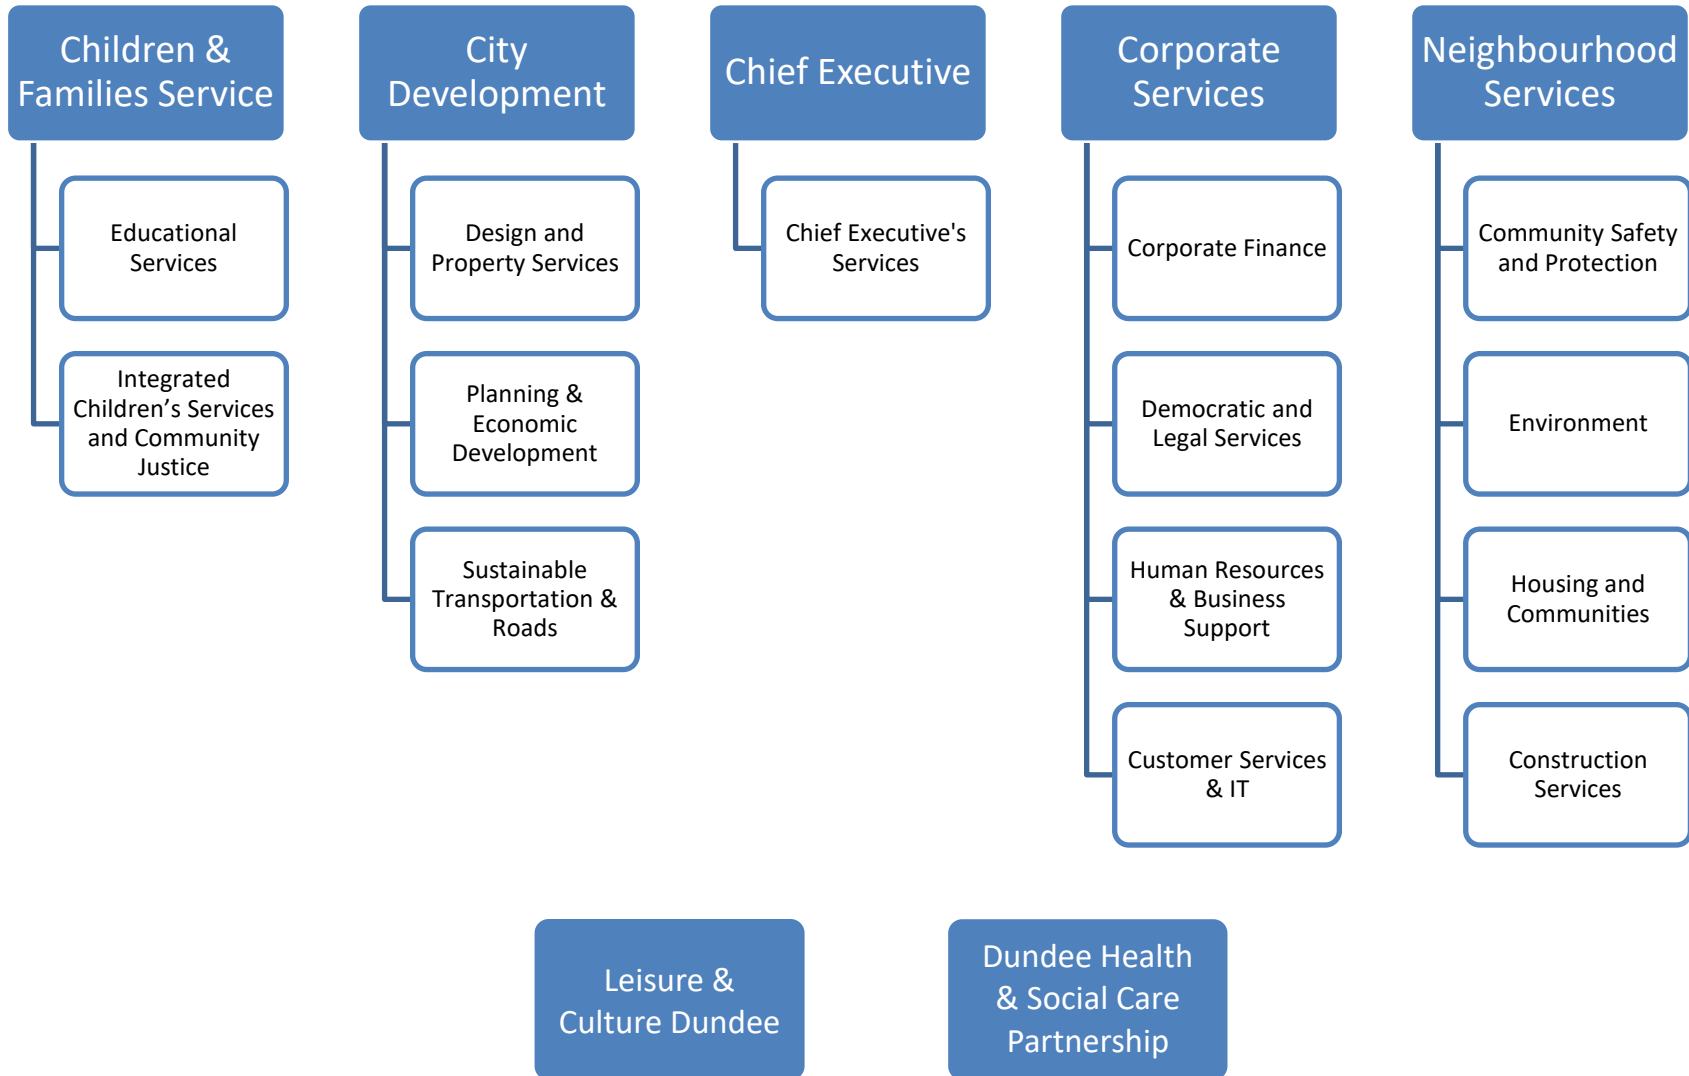 Children &
Families Service
Educational
Services
Integrated
Children’s Services
and Community
Justice
City
Development
Design and
Property Services
Planning &
Economic
Development
Sustainable
Transportation &
Roads
Chief Executive
Chief Executive's
Services
Corporate
Services
Corporate Finance
Democratic and
Legal Services
Human Resources
& Business
Support
Customer Services
& IT
Neighbourhood
Services
Community Safety
and Protection
Environment
Housing and
Communities
Construction
Services
Leisure &
Culture Dundee
Dundee Health
& Social Care
Partnership